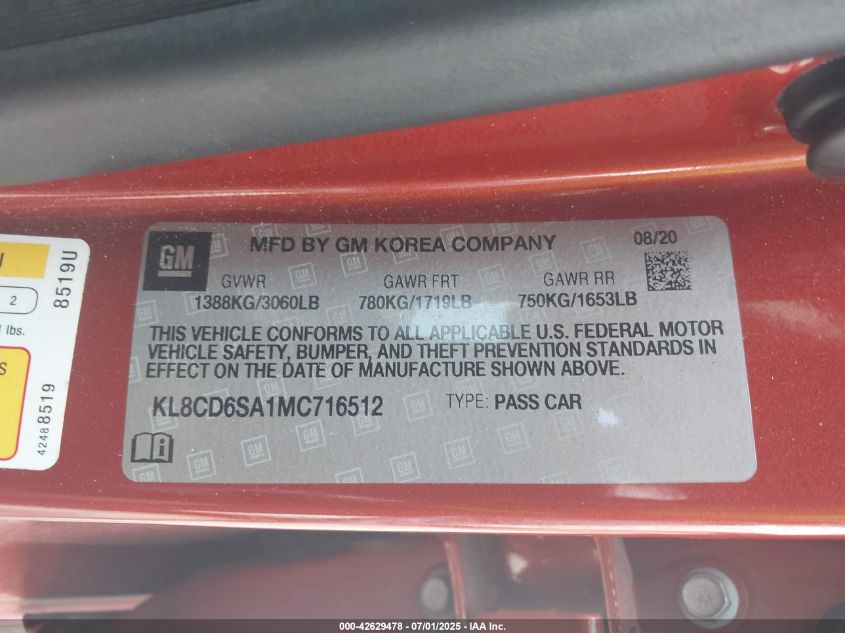 GM
MFD BY GM KOREA COMPANY
08/20
GVWR GAWR FRT GAWR RR
1388KG/3060LB 780KG/1719LB 750KG/1653LB
THIS VEHICLE CONFORMS TO ALL APPLICABLE U.S. FEDERAL MOTOR
VEHICLE SAFETY, BUMPER, AND THEFT PREVENTION STANDARDS IN
EFFECT ON THE DATE OF MANUFACTURE SHOWN ABOVE.
KL8CD6SA1MC716512 TYPE: PASS CAR
2
lbs.
S
8519U
42488519
000-42629478 - 07/01/2025 - IAA Inc.